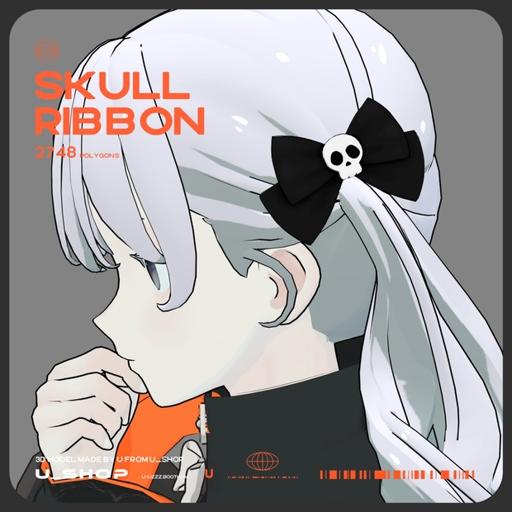 SKULL
RIBBON
2748 POLYGONS
3D MODEL MADE BY U FROM U_SHOP
U_SHOP
U